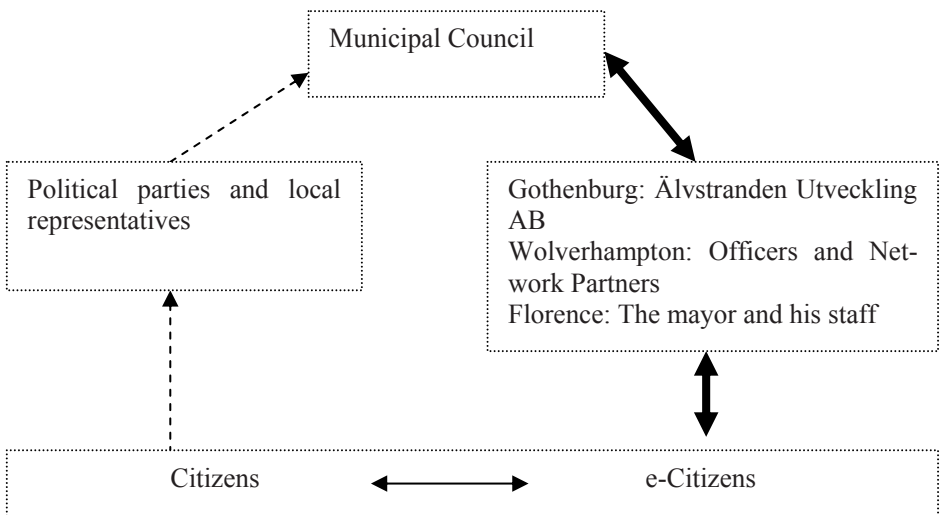 Municipal Council
Political parties and local
representatives
Gothenburg: Älvstranden Utveckling
AB
Wolverhampton: Officers and Net-
work Partners
Florence: The mayor and his staff
Citizens
e-Citizens